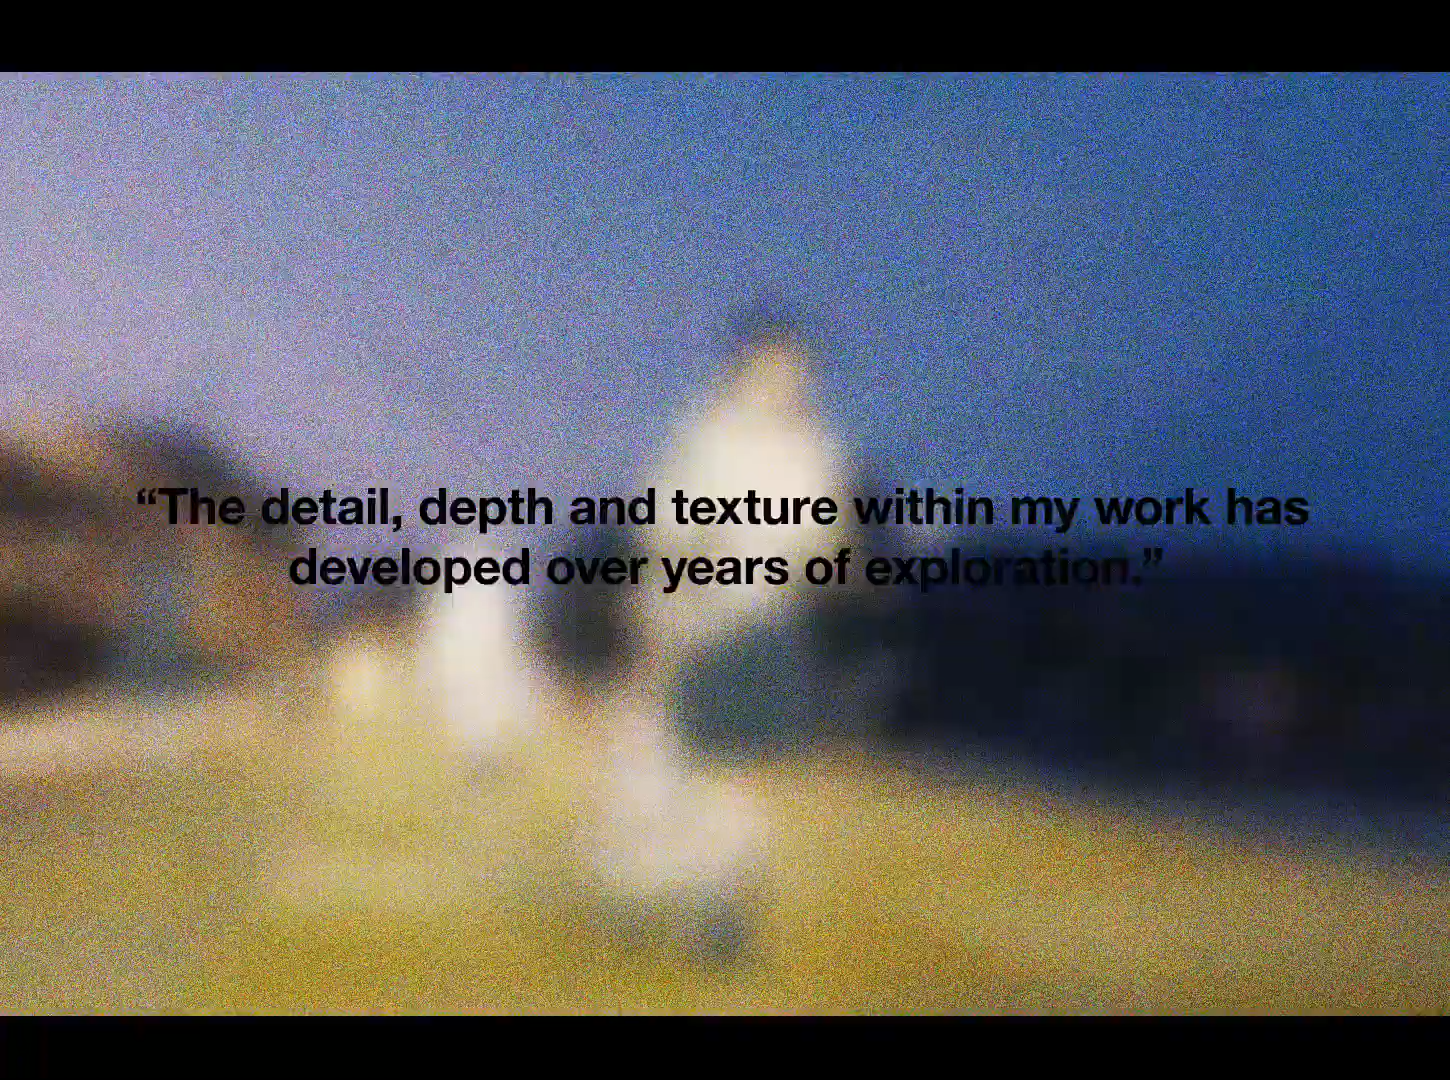 “The detail, depth and texture within my work has
developed over years of exploration.”